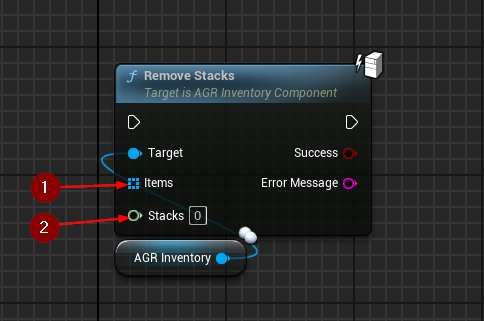 Remove Stacks
Target is AGR Inventory Component
Target
Success
1
Items
Error Message
2
Stacks 0
AGR Inventory